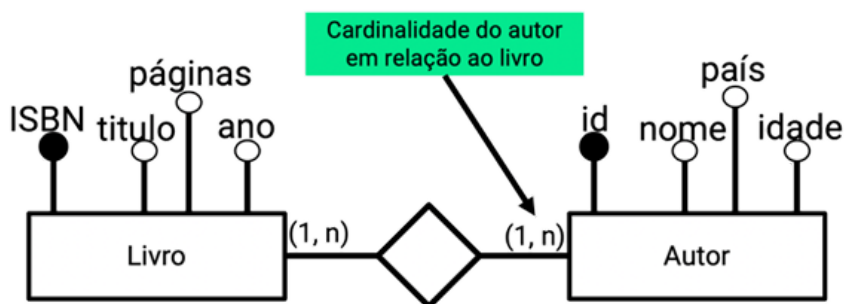 Cardinalidade do autor
em relação ao livro
páginas
país
ISBN
titulo
ano
id
nome
idade
(1, n)
(1, n)
Livro
Autor